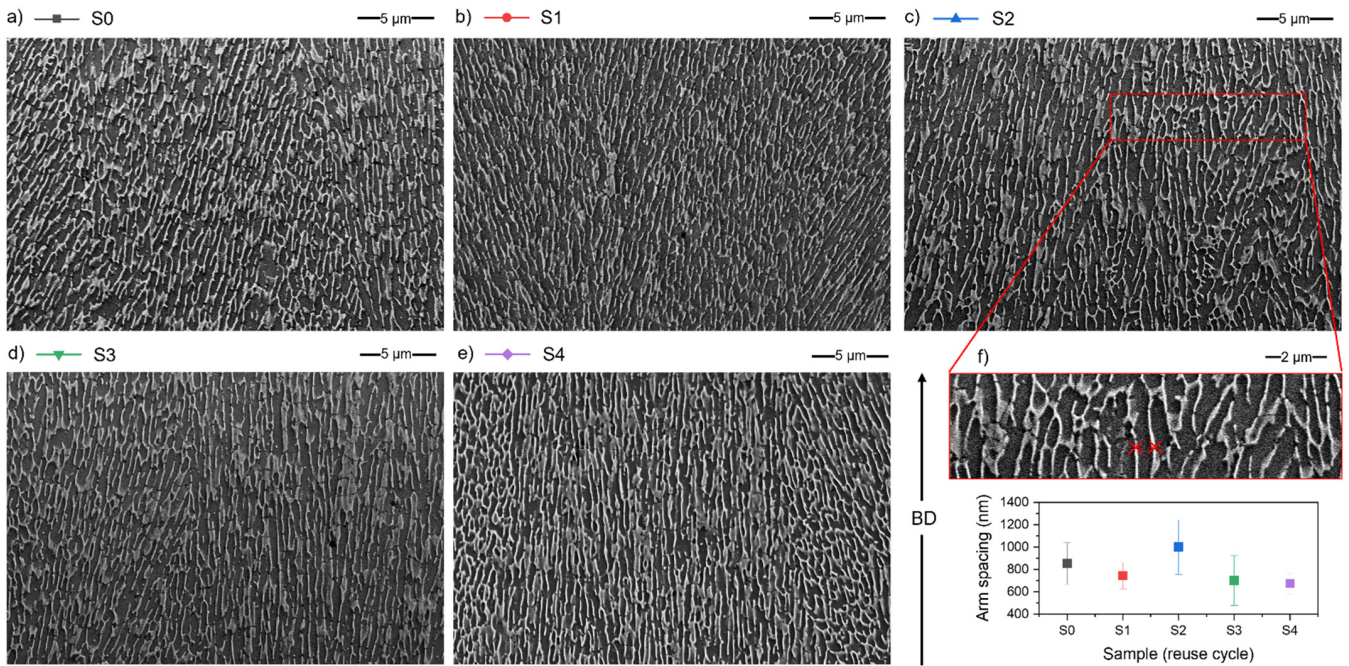 a) S0 5 µm
b) S1 5 µm
c) S2 5 µm
d) S3 5 µm
e) S4 5 µm
f) 2 µm
BD
Arm spacing (nm)
1400
1200
1000
800
600
400
S0 S1 S2 S3 S4
Sample (reuse cycle)